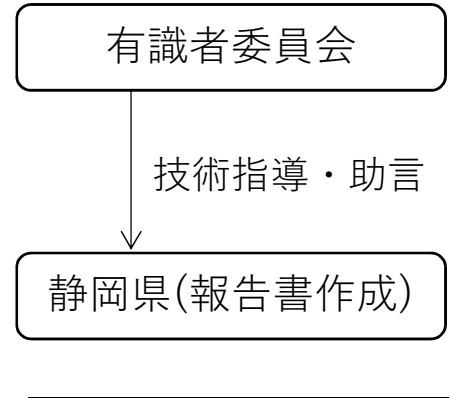 有識者委員会
技術指導・助言
静岡県(報告書作成)